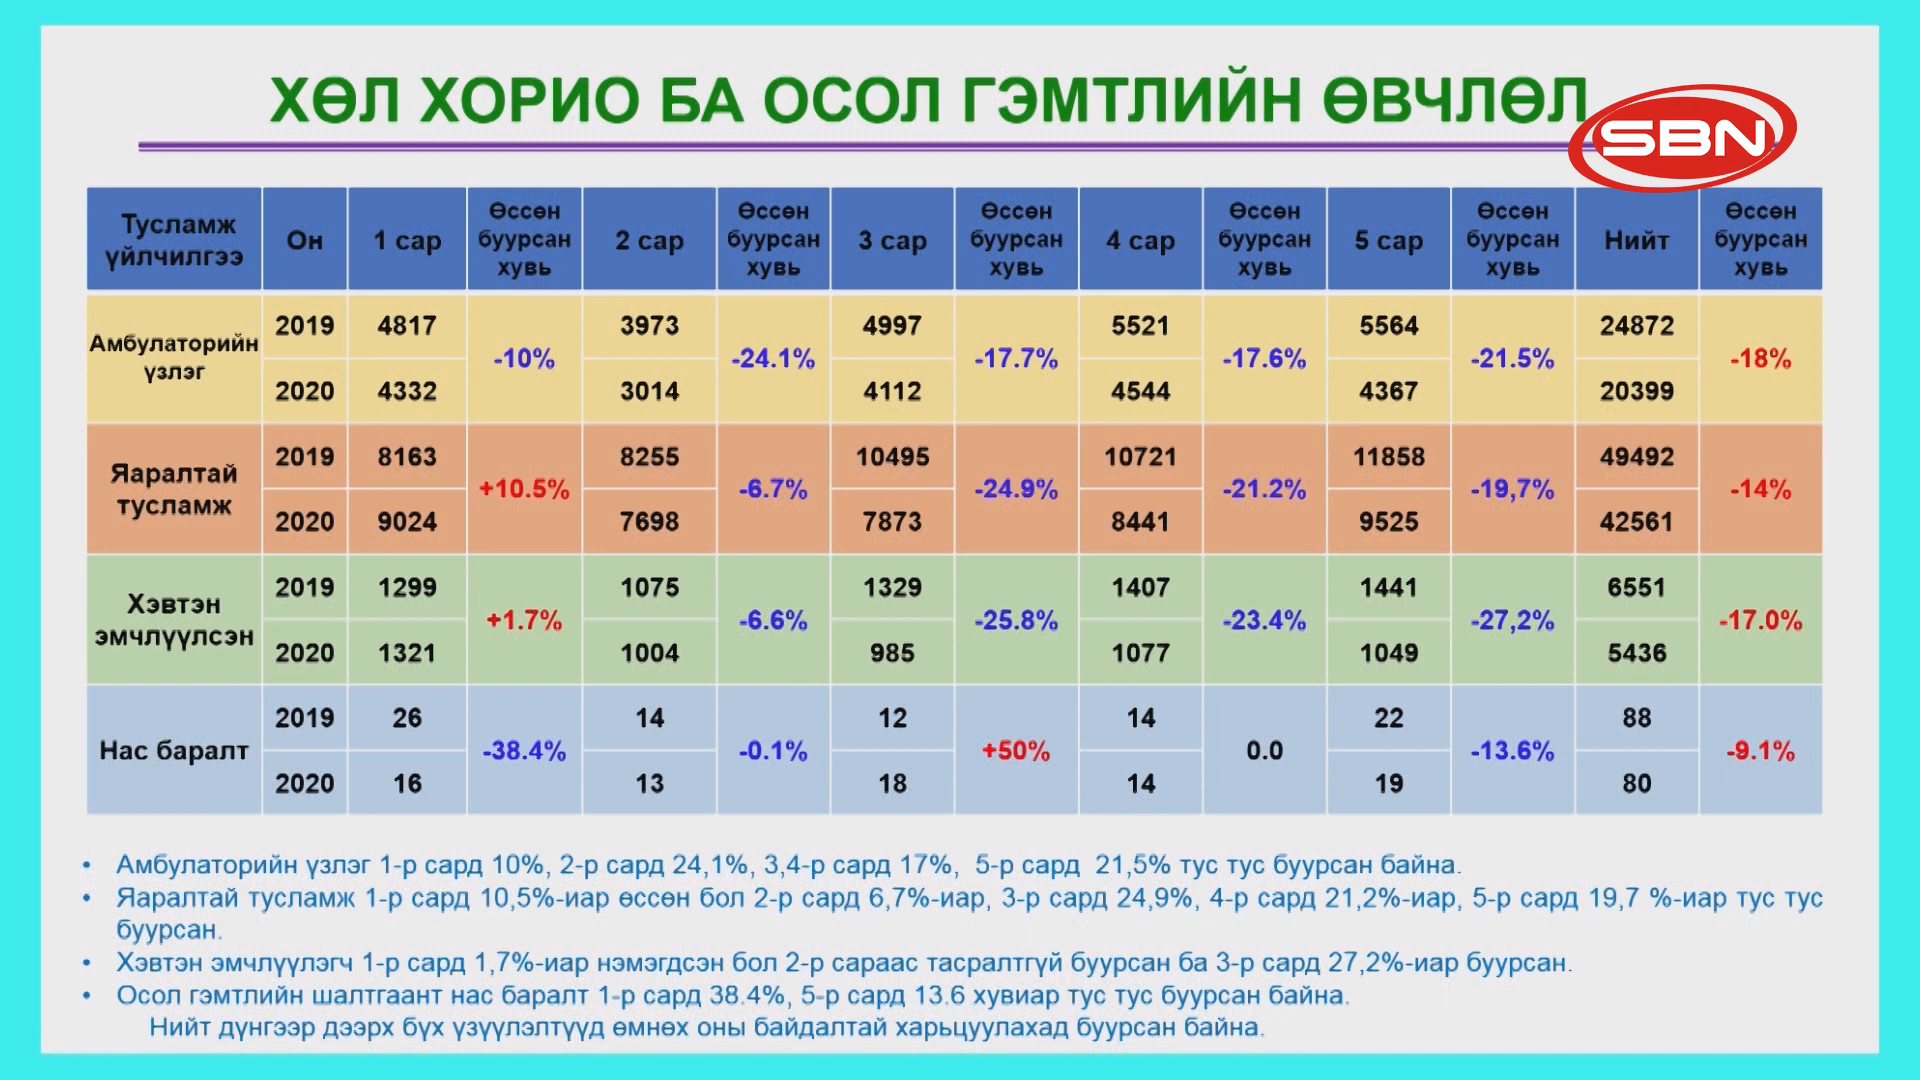 ХӨЛ ХОРИО БА ОСОЛ ГЭМТЛИЙН ӨВЧЛӨЛ
SBN
Тусламж үйлчилгээ Он 1 сар Өссөн буурсан хувь 2 сар Өссөн буурсан хувь 3 сар Өссөн буурсан хувь 4 сар Өссөн буурсан хувь 5 сар Өссөн буурсан хувь Нийт Өссөн буурсан хувь
Амбулаторийн үзлэг 2019 4817 -10% 3973 -24.1% 4997 -17.7% 5521 -17.6% 5564 -21.5% 24872 -18%
2020 4332 3014 4112 4544 4367 20399
Яаралтай тусламж 2019 8163 +10.5% 8255 -6.7% 10495 -24.9% 10721 -21.2% 11858 -19,7% 49492 -14%
2020 9024 7698 7873 8441 9525 42561
Хэвтэн эмчлүүлсэн 2019 1299 +1.7% 1075 -6.6% 1329 -25.8% 1407 -23.4% 1441 -27,2% 6551 -17.0%
2020 1321 1004 985 1077 1049 5436
Нас баралт 2019 26 -38.4% 14 -0.1% 12 +50% 14 0.0 22 -13.6% 88 -9.1%
2020 16 13 18 14 19 80
• Амбулаторийн үзлэг 1-р сард 10%, 2-р сард 24,1%, 3,4-р сард 17%, 5-р сард 21,5% тус тус буурсан байна.
• Яаралтай тусламж 1-р сард 10,5%-иар өссөн бол 2-р сард 6,7%-иар, 3-р сард 24,9%, 4-р сард 21,2%-иар, 5-р сард 19,7 %-иар тус тус
буурсан.
• Хэвтэн эмчлүүлэгч 1-р сард 1,7%-иар нэмэгдсэн бол 2-р сараас тасралтгүй буурсан ба 3-р сард 27,2%-иар буурсан.
• Осол гэмтлийн шалтгаант нас баралт 1-р сард 38.4%, 5-р сард 13.6 хувиар тус тус буурсан байна.
Нийт дүнгээр дээрх бүх үзүүлэлтүүд өмнөх оны байдалтай харьцуулахад буурсан байна.